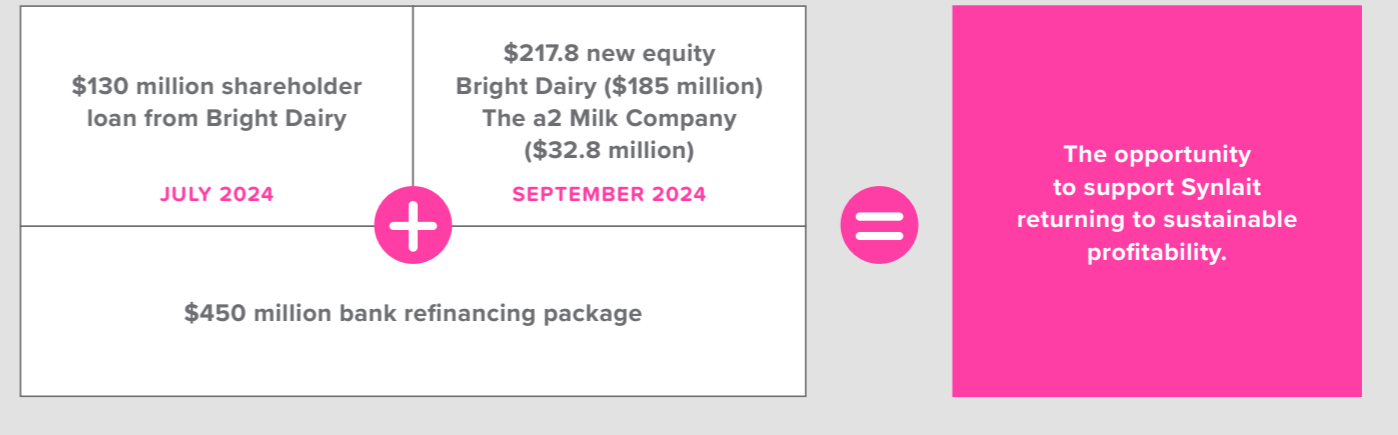 $130 million shareholder
loan from Bright Dairy
JULY 2024
$217.8 new equity
Bright Dairy ($185 million)
The a2 Milk Company
($32.8 million)
SEPTEMBER 2024
+
$450 million bank refinancing package
=
The opportunity
to support Synlait
returning to sustainable
profitability.